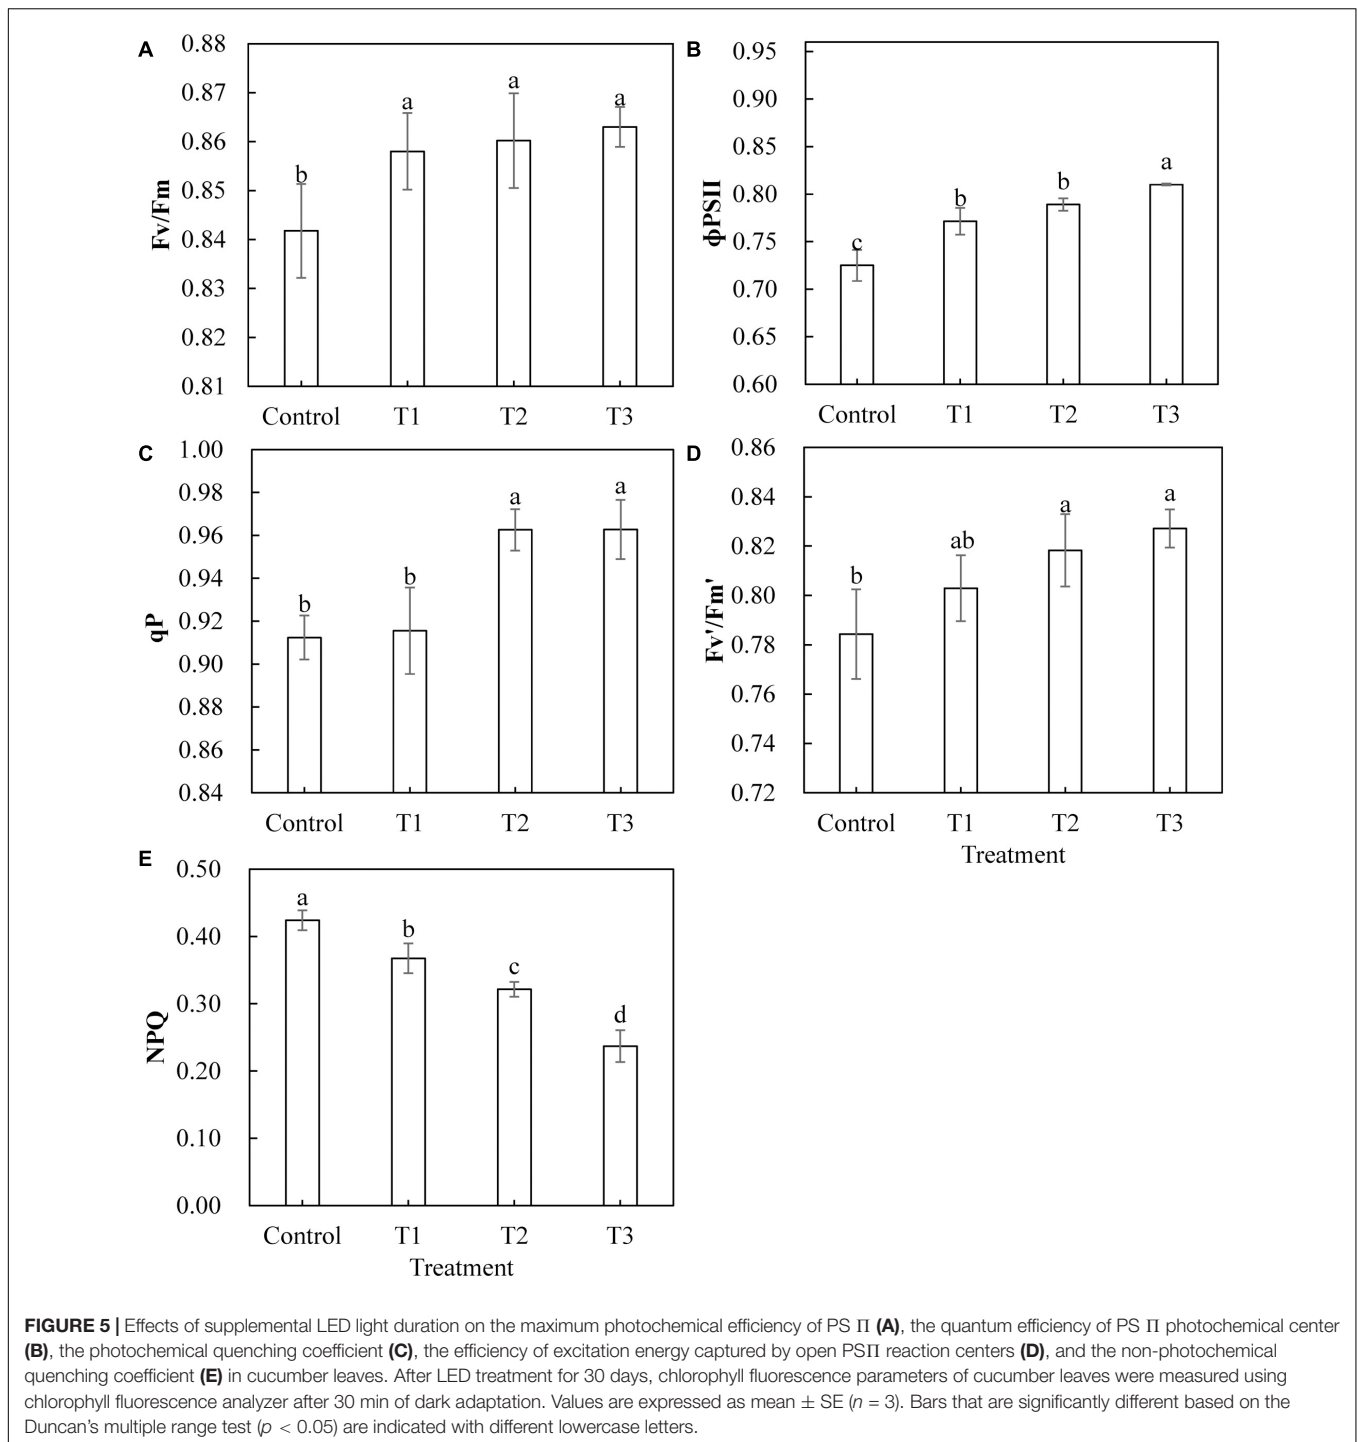 A
Fv/Fm
0.88
0.87
0.86
0.85
0.84
0.83
0.82
0.81
b
a
a
a
Control T1 T2 T3
B
ϕPSII
0.95
0.90
0.85
0.80
0.75
0.70
0.65
0.60
c
b
b
a
Control T1 T2 T3
C
qP
1.00
0.98
0.96
0.94
0.92
0.90
0.88
0.86
0.84
b
b
a
a
Control T1 T2 T3
D
Fv'/Fm'
0.86
0.84
0.82
0.80
0.78
0.76
0.74
0.72
b
ab
a
a
Control T1 T2 T3
Treatment
E
NPQ
0.50
0.40
0.30
0.20
0.10
0.00
a
b
c
d
Control T1 T2 T3
Treatment
FIGURE 5 | Effects of supplemental LED light duration on the maximum photochemical efficiency of PS Π (A), the quantum efficiency of PS Π photochemical center
(B), the photochemical quenching coefficient (C), the efficiency of excitation energy captured by open PSΠ reaction centers (D), and the non-photochemical
quenching coefficient (E) in cucumber leaves. After LED treatment for 30 days, chlorophyll fluorescence parameters of cucumber leaves were measured using
chlorophyll fluorescence analyzer after 30 min of dark adaptation. Values are expressed as mean ± SE (n = 3). Bars that are significantly different based on the
Duncan's multiple range test (p < 0.05) are indicated with different lowercase letters.